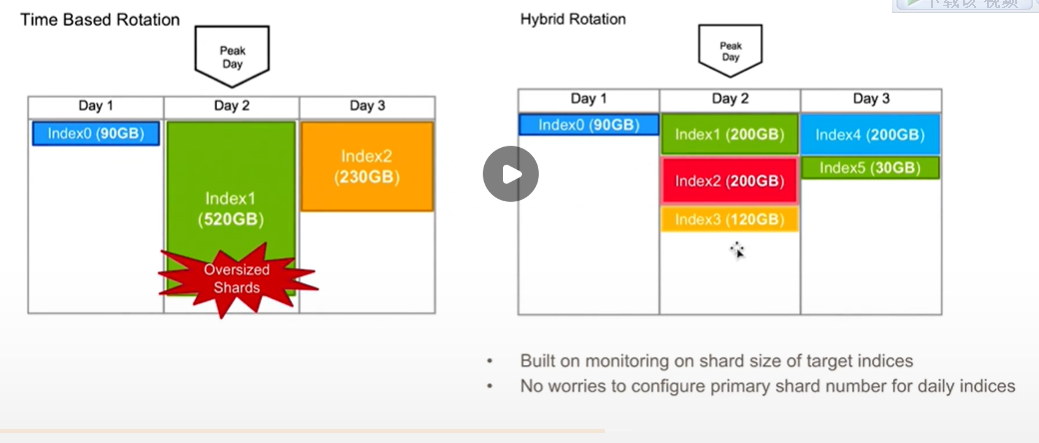 下载该 视频
Time Based Rotation
Peak
Day
Day 1
Day 2
Day 3
Index0 (90GB)
Index1
(520GB)
Index2
(230GB)
Oversized
Shards
Hybrid Rotation
Peak
Day
Day 1
Day 2
Day 3
Index0 (90GB)
Index1 (200GB)
Index4 (200GB)
Index2 (200GB)
Index5 (30GB)
Index3 (120GB)
• Built on monitoring on shard size of target indices
• No worries to configure primary shard number for daily indices